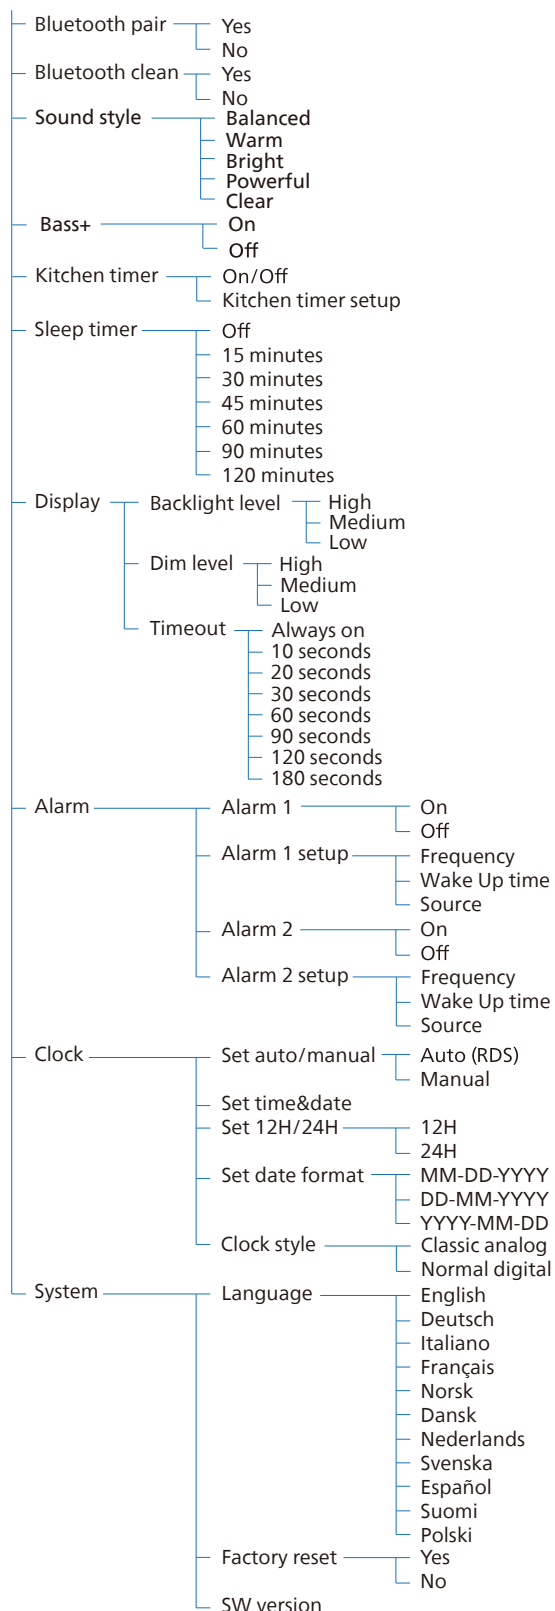 Bluetooth pair Yes
No
Bluetooth clean Yes
No
Sound style Balanced
Warm
Bright
Powerful
Clear
Bass+ On
Off
Kitchen timer On/Off
Kitchen timer setup
Sleep timer Off
15 minutes
30 minutes
45 minutes
60 minutes
90 minutes
120 minutes
Display Backlight level High
Medium
Low
Dim level High
Medium
Low
Timeout Always on
10 seconds
20 seconds
30 seconds
60 seconds
90 seconds
120 seconds
180 seconds
Alarm Alarm 1 On
Off
Alarm 1 setup Frequency
Wake Up time
Source
Alarm 2 On
Off
Alarm 2 setup Frequency
Wake Up time
Source
Clock Set auto/manual Auto (RDS)
Manual
Set time&date
Set 12H/24H 12H
24H
Set date format MM-DD-YYYY
DD-MM-YYYY
YYYY-MM-DD
Clock style Classic analog
Normal digital
System Language English
Deutsch
Italiano
Français
Norsk
Dansk
Nederlands
Svenska
Español
Suomi
Polski
Factory reset Yes
No
SW version